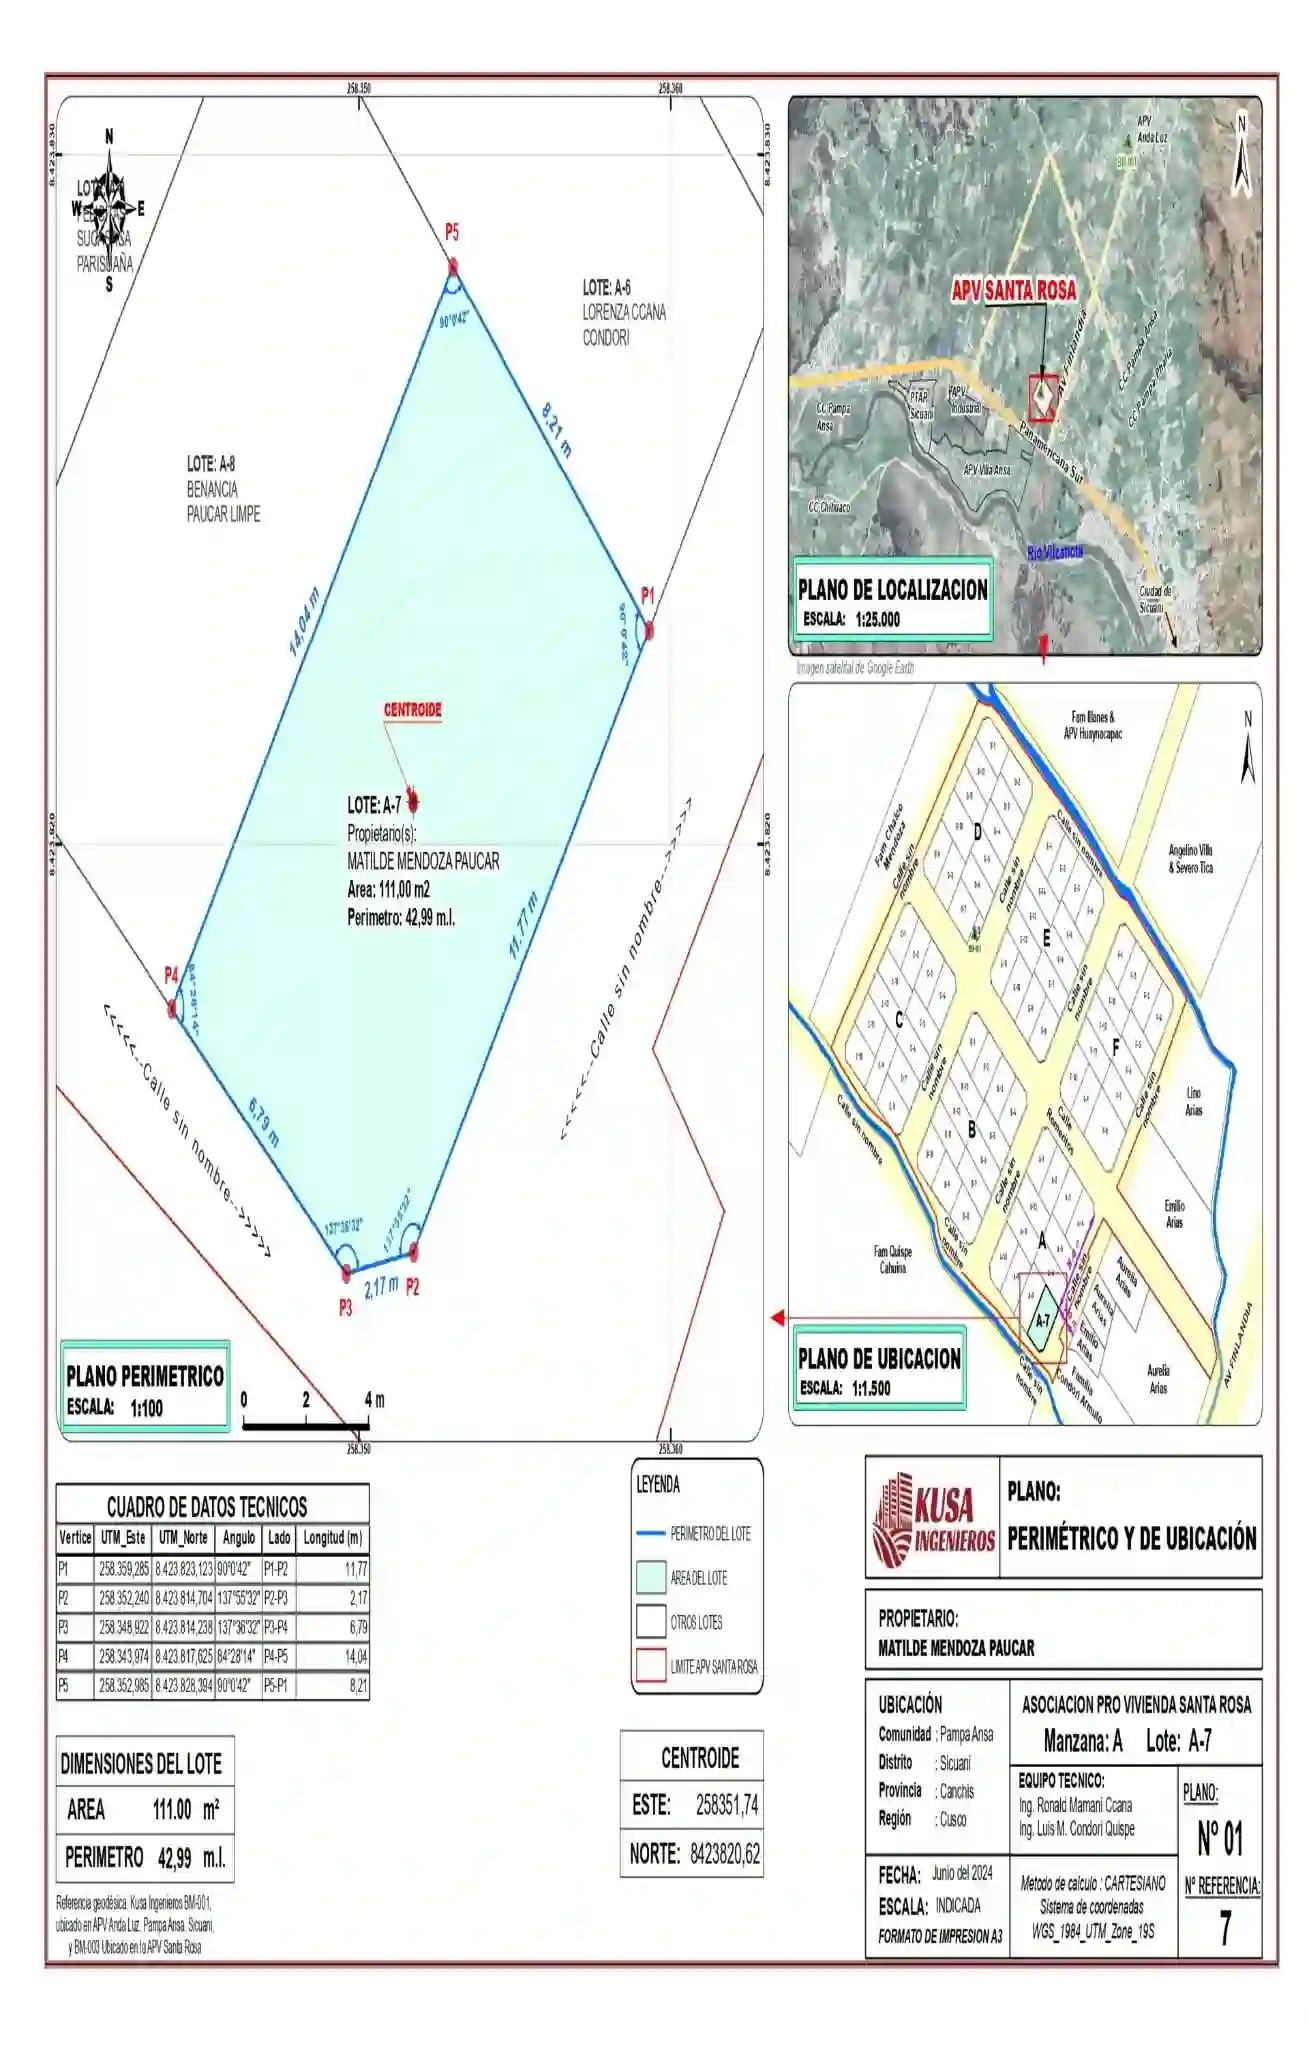 258.350
258.360
8.423.830
8.423.830
N
W
E
S
PARISUAÑA
P5
90°0'42"
LOTE: A-6
LORENZA CCANA
CONDORI
8,21 m
LOTE: A-8
BENANCIA
PAUCAR LIMPE
14,04 m
P1
90°0'42"
CENTROIDE
LOTE: A-7
Propietario(s):
MATILDE MENDOZA PAUCAR
Area: 111,00 m2
Perimetro: 42,99 m.l.
8.423.820
8.423.820
11,77 m
<<<<<--Calle sin nombre-->>>>>
P4
84°28'14"
<<<<<--Calle sin nombre-->>>>>
6,79 m
137°36'32"
137°55'32"
2,17 m
P3
P2
PLANO PERIMETRICO
ESCALA: 1:100
0 2 4 m
258.350
258.360
APV
Anda Luz
N
APV SANTA ROSA
AV Finlandia
CC Pampa Ansa
CC Pampa Phalla
CC Pampa
Ansa
PTAR
Sicuani
APV
Industrial
APV Villa Ansa
Panamericana Sur
CC Chihuaco
Rio Vilcanota
Ciudad de
Sicuani
PLANO DE LOCALIZACION
ESCALA: 1:25.000
Imagen satelital de Google Earth
Fam Illanes &
APV Huaynacapac
N
Fam Chalco
Mendoza
Calle sin
nombre
Calle sin nombre
Angelino Villa
& Severo Tica
D
Calle sin
nombre
E
C
Calle sin
nombre
F
Calle sin
nombre
Calle sin nombre
B
Calle
Romeritos
Calle sin
nombre
Lino
Arias
Calle sin
nombre
A
Emilio
Arias
Fam Quispe
Cahuina
Calle sin
nombre
Calle sin
nombre
Aurelia
Arias
Aurelia
Arias
Emilio
Arias
A-7
Aurelia
Arias
Familia
Condori Armuto
Calle sin
nombre
AV FINLANDIA
PLANO DE UBICACION
ESCALA: 1:1.500
CUADRO DE DATOS TECNICOS
Vertice UTM_Este UTM_Norte Angulo Lado Longitud (m)
P1 258.359,285 8.423.823,123 90°0'42" P1-P2 11,77
P2 258.352,240 8.423.814,704 137°55'32" P2-P3 2,17
P3 258.348,922 8.423.814,238 137°36'32" P3-P4 6,79
P4 258.343,974 8.423.817,625 84°28'14" P4-P5 14,04
P5 258.352,985 8.423.828,394 90°0'42" P5-P1 8,21
DIMENSIONES DEL LOTE
AREA 111.00 m²
PERIMETRO 42,99 m.l.
Referencia geodésica. Kusa Ingenieros BM-001,
ubicado en APV Anda Luz, Pampa Ansa, Sicuani,
y BM-003 Ubicado en la APV Santa Rosa
LEYENDA
PERIMETRO DEL LOTE
AREA DEL LOTE
OTROS LOTES
LIMITE APV SANTA ROSA
CENTROIDE
ESTE: 258351,74
NORTE: 8423820,62
KUSA
INGENIEROS
PLANO:
PERIMÉTRICO Y DE UBICACIÓN
PROPIETARIO:
MATILDE MENDOZA PAUCAR
UBICACIÓN
Comunidad : Pampa Ansa
Distrito : Sicuani
Provincia : Canchis
Región : Cusco
ASOCIACION PRO VIVIENDA SANTA ROSA
Manzana: A Lote: A-7
EQUIPO TECNICO:
Ing. Ronald Mamani Ccana
Ing. Luis M. Condori Quispe
PLANO:
N° 01
N° REFERENCIA:
7
FECHA: Junio del 2024
ESCALA: INDICADA
FORMATO DE IMPRESION A3
Metodo de calculo : CARTESIANO
Sistema de coordenadas
WGS_1984_UTM_Zone_19S